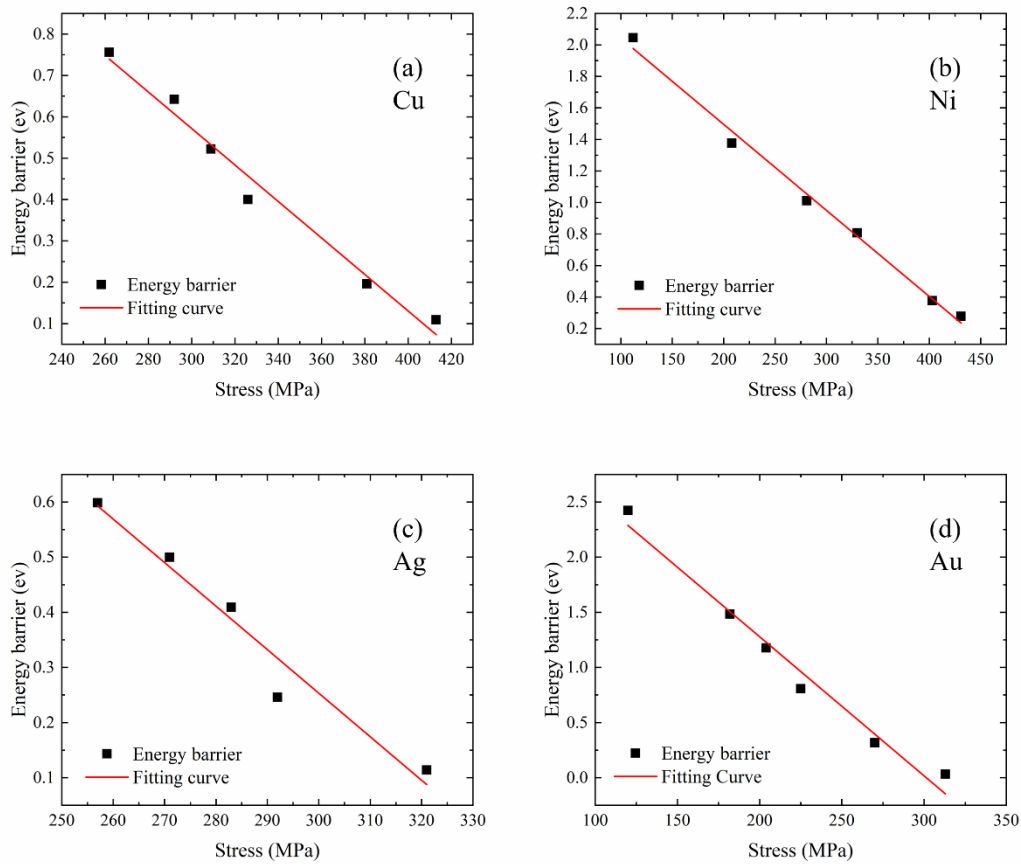 0.8
0.7
0.6
0.5
0.4
0.3
0.2
0.1
Energy barrier (ev)
(a)
Cu
Energy barrier
Fitting curve
240 260 280 300 320 340 360 380 400 420 440
Stress (MPa)
2.2
2.0
1.8
1.6
1.4
1.2
1.0
0.8
0.6
0.4
0.2
Energy barrier (ev)
(b)
Ni
Energy barrier
Fitting curve
100 150 200 250 300 350 400 450
Stress (MPa)
0.6
0.5
0.4
0.3
0.2
0.1
Energy barrier (ev)
(c)
Ag
Energy barrier
Fitting curve
250 260 270 280 290 300 310 320 330
Stress (MPa)
2.5
2.0
1.5
1.0
0.5
0.0
Energy barrier (ev)
(d)
Au
Energy barrier
Fitting Curve
100 150 200 250 300 350
Stress (MPa)